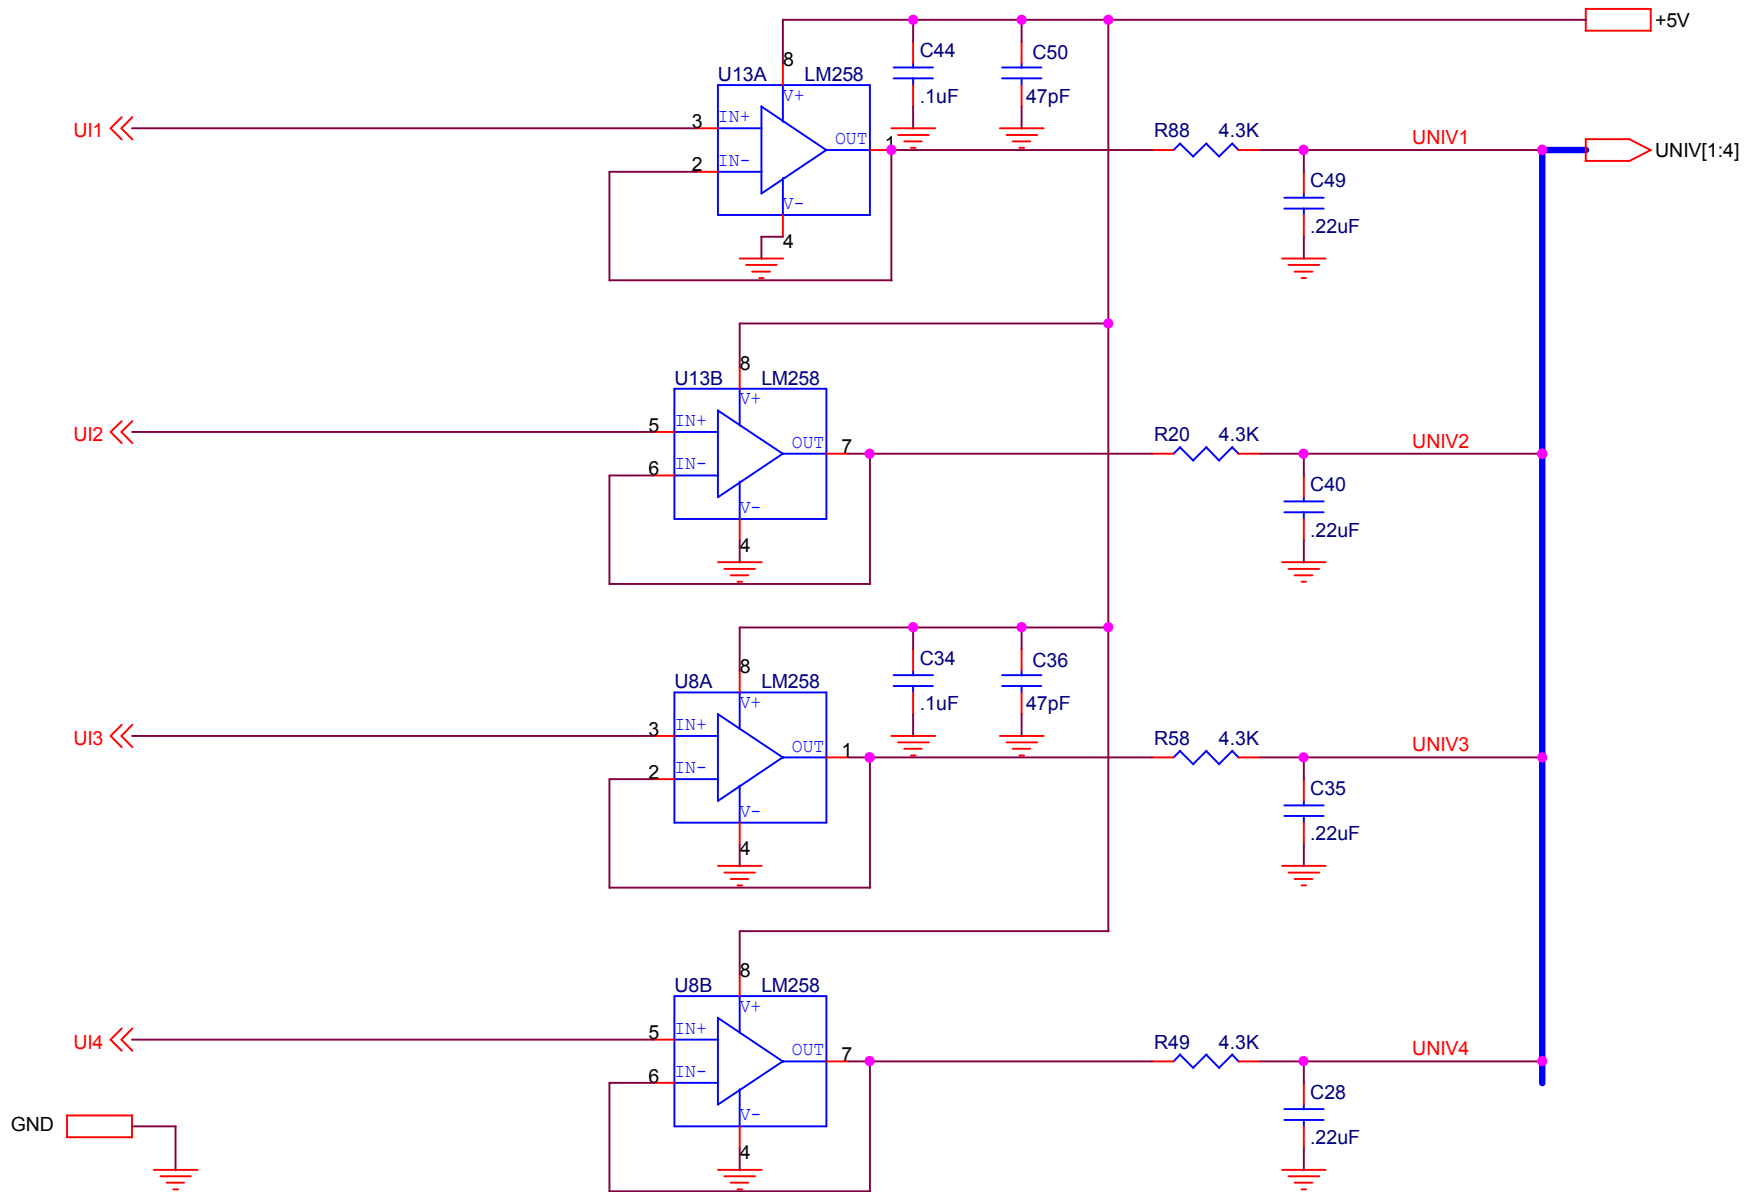 +5V
C44
C50
8
U13A LM258
.1uF
47pF
V+
UI1
3
IN+
OUT
1
R88 4.3K
UNIV1
UNIV[1:4]
2
IN-
C49
V-
.22uF
4
8
U13B LM258
V+
UI2
5
IN+
OUT
7
R20 4.3K
UNIV2
6
IN-
C40
V-
.22uF
4
C34
C36
8
U8A LM258
.1uF
47pF
V+
UI3
3
IN+
OUT
1
R58 4.3K
UNIV3
2
IN-
C35
V-
.22uF
4
8
U8B LM258
V+
UI4
5
IN+
OUT
7
R49 4.3K
UNIV4
6
IN-
C28
V-
.22uF
GND
4